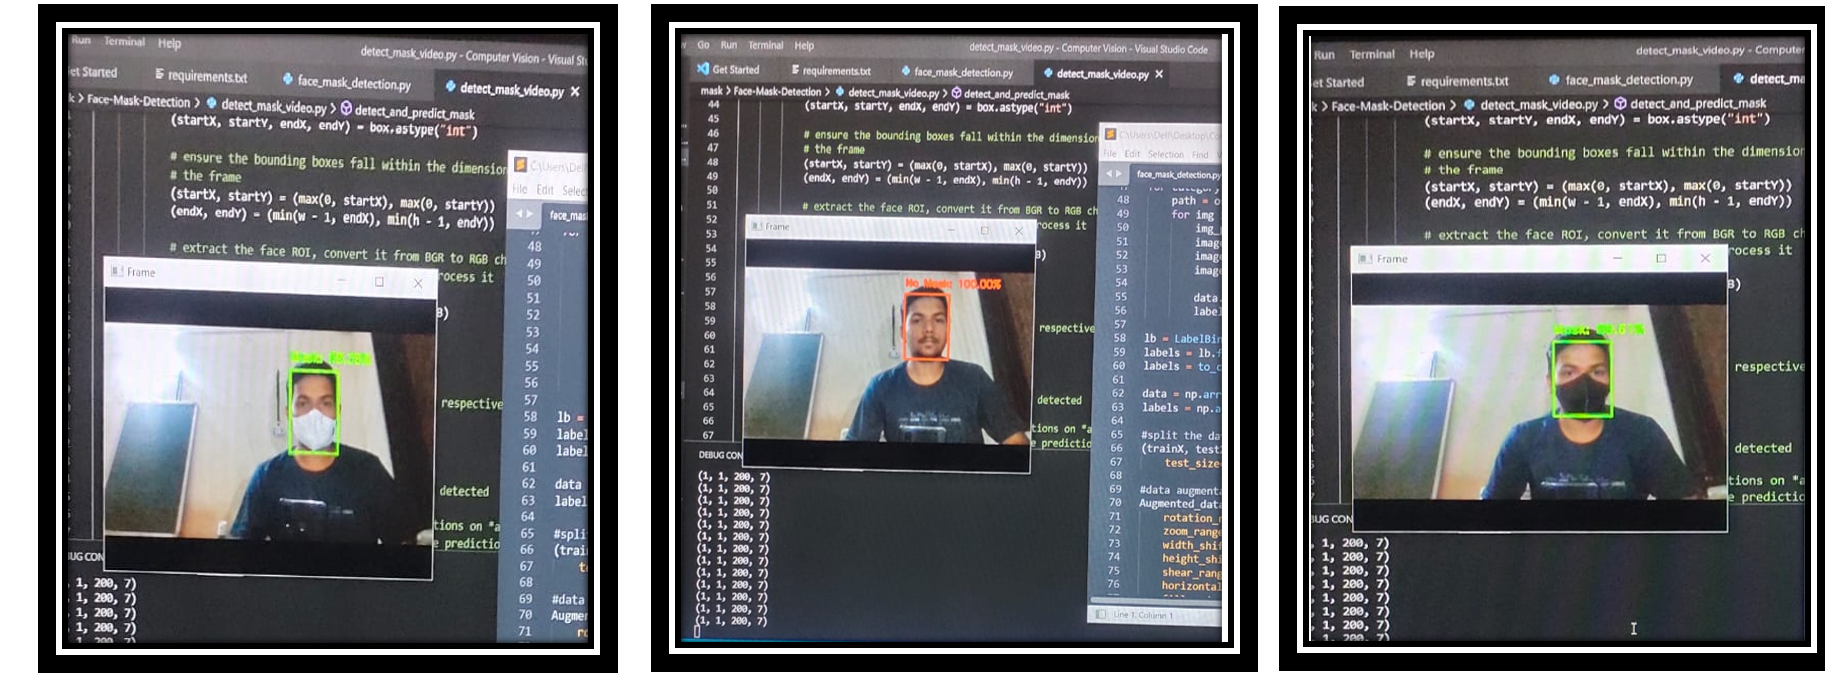 Run Terminal Help
detect_mask_video.py - Computer Vision - Visual Stu
et Started requirements.txt face_mask_detection.py detect_mask_video.py
k > Face-Mask-Detection > detect_mask_video.py > detect_and_predict_mask
(startX, startY, endX, endY) = box.astype("int")
# ensure the bounding boxes fall within the dimension
# the frame
(startX, startY) = (max(0, startX), max(0, startY))
(endX, endY) = (min(w - 1, endX), min(h - 1, endY))
# extract the face ROI, convert it from BGR to RGB ch
rocess it
B)
respective
detected
tions on *a
e predictio
Frame
UG CON
, 1, 200, 7)
, 1, 200, 7)
, 1, 200, 7)
, 1, 200, 7)
C:\Users\Dell
File Edit Selec
face_mas
48
49
50
51
52
53
54
55
56
57
58 lb =
59 label
60 label
61
62 data
63 label
64
65 #spli
66 (trai
67 t
68
69 #data
70 Augme
71
Go Run Terminal Help
detect_mask_video.py - Computer Vision - Visual Studio Code
Get Started requirements.txt face_mask_detection.py detect_mask_video.py
mask > Face-Mask-Detection > detect_mask_video.py > detect_and_predict_mask
44 (startX, startY, endX, endY) = box.astype("int")
45
46 # ensure the bounding boxes fall within the dimension
47 # the frame
48 (startX, startY) = (max(0, startX), max(0, startY))
49 (endX, endY) = (min(w - 1, endX), min(h - 1, endY))
50
51 # extract the face ROI, convert it from BGR to RGB ch
52 rocess it
53
54 B)
55
56
57
58
59 respective
60
61
62
63
64 detected
65
66 tions on *a
67 e predictio
Frame
No Mask: 100.00%
DEBUG CON
(1, 1, 200, 7)
(1, 1, 200, 7)
(1, 1, 200, 7)
(1, 1, 200, 7)
(1, 1, 200, 7)
(1, 1, 200, 7)
(1, 1, 200, 7)
(1, 1, 200, 7)
(1, 1, 200, 7)
(1, 1, 200, 7)
(1, 1, 200, 7)
(1, 1, 200, 7)
(1, 1, 200, 7)
C:\Users\Dell\Desktop\Co
File Edit Selection Find
face_mask_detection.py
48 path = o
49 for img
50 img_
51 imag
52 imag
53 imag
54
55 data.
56 label
57
58 lb = LabelBin
59 labels = lb.f
60 labels = to_c
61
62 data = np.arr
63 labels = np.a
64
65 #split the da
66 (trainX, test
67 test_size
68
69 #data augment
70 Augmented_data
71 rotation_r
72 zoom_range
73 width_shif
74 height_shi
75 shear_rang
76 horizontal
Line 1, Column 1
Run Terminal Help
detect_mask_video.py - Compute
et Started requirements.txt face_mask_detection.py detect_ma
k > Face-Mask-Detection > detect_mask_video.py > detect_and_predict_mask
(startX, startY, endX, endY) = box.astype("int")
# ensure the bounding boxes fall within the dimension
# the frame
(startX, startY) = (max(0, startX), max(0, startY))
(endX, endY) = (min(w - 1, endX), min(h - 1, endY))
# extract the face ROI, convert it from BGR to RGB ch
rocess it
B)
respective
detected
tions on *a
e predictio
Frame
UG CON
1, 200, 7)
1, 200, 7)
1, 200, 7)
1, 200, 7)
1, 200, 7)
1, 200, 7)
1, 200, 7)